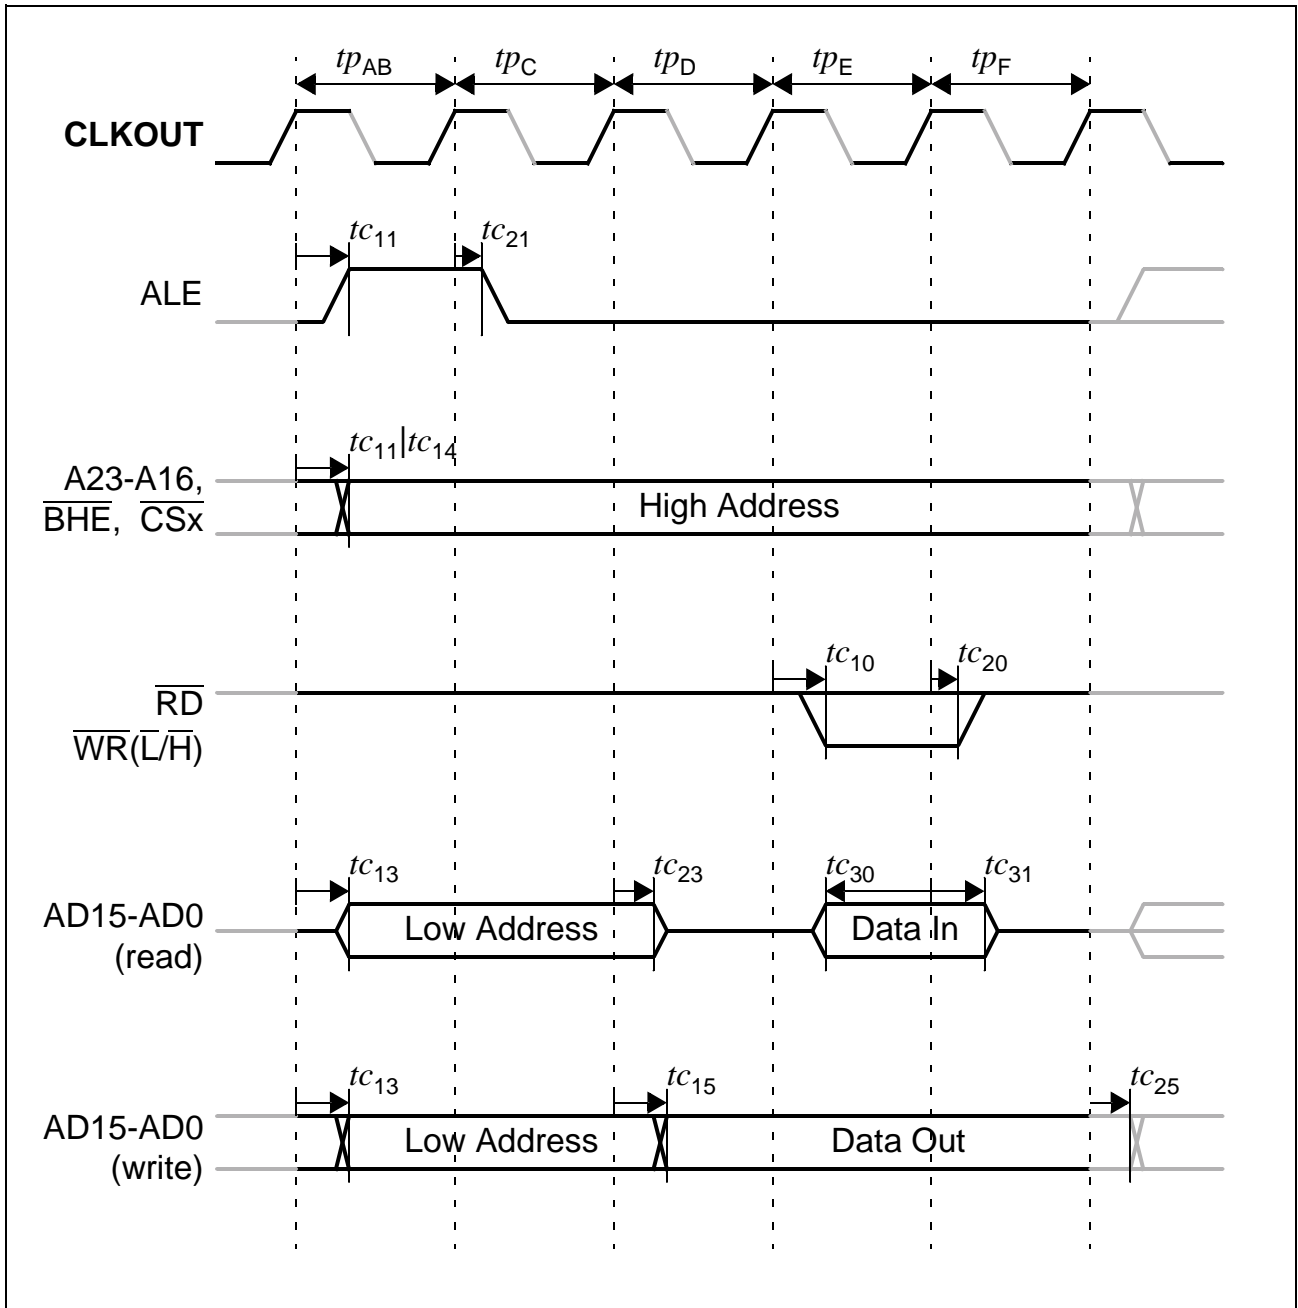 tpAB tpC tpD tpE tpF
CLKOUT
tc11 tc21
ALE
tc11|tc14
A23-A16,
BHE, CSx
High Address
tc10 tc20
RD
WR(L/H)
tc13 tc23 tc30 tc31
AD15-AD0
(read)
Low Address Data In
tc13 tc15 tc25
AD15-AD0
(write)
Low Address Data Out